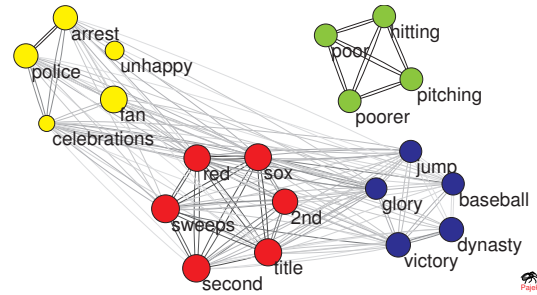 arrest
hitting
poor
unhappy
police
pitching
fan
poorer
celebrations
jump
red
sox
baseball
glory
2nd
sweeps
dynasty
title
victory
second
Paje